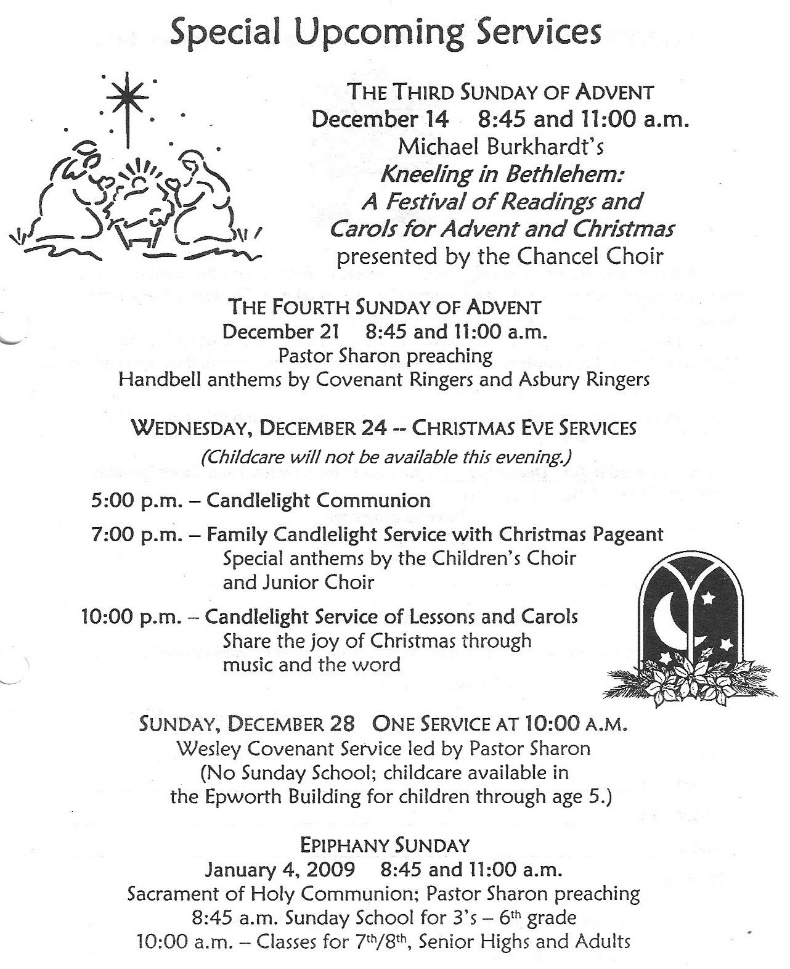 Special Upcoming Services
THE THIRD SUNDAY OF ADVENT
December 14 8:45 and 11:00 a.m.
Michael Burkhardt's
Kneeling in Bethlehem:
A Festival of Readings and
Carols for Advent and Christmas
presented by the Chancel Choir
THE FOURTH SUNDAY OF ADVENT
December 21 8:45 and 11:00 a.m.
Pastor Sharon preaching
Handbell anthems by Covenant Ringers and Asbury Ringers
WEDNESDAY, DECEMBER 24 -- CHRISTMAS EVE SERVICES
(Childcare will not be available this evening.)
5:00 p.m. – Candlelight Communion
7:00 p.m. – Family Candlelight Service with Christmas Pageant
Special anthems by the Children's Choir
and Junior Choir
10:00 p.m. – Candlelight Service of Lessons and Carols
Share the joy of Christmas through
music and the word
SUNDAY, DECEMBER 28 ONE SERVICE AT 10:00 A.M.
Wesley Covenant Service led by Pastor Sharon
(No Sunday School; childcare available in
the Epworth Building for children through age 5.)
EPIPHANY SUNDAY
January 4, 2009 8:45 and 11:00 a.m.
Sacrament of Holy Communion; Pastor Sharon preaching
8:45 a.m. Sunday School for 3's – 6th grade
10:00 a.m. – Classes for 7th/8th, Senior Highs and Adults